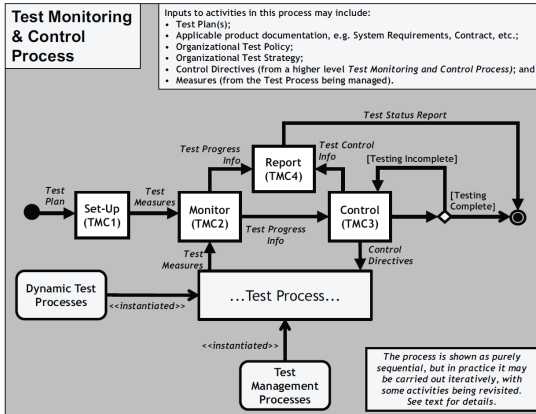 Test Monitoring
& Control
Process
Inputs to activities in this process may include:
• Test Plan(s);
• Applicable product documentation, e.g. System Requirements, Contract, etc.;
• Organizational Test Policy;
• Organizational Test Strategy;
• Control Directives (from a higher level Test Monitoring and Control Process); and
• Measures (from the Test Process being managed).
Test Status Report
Test Progress
Info
Report
(TMC4)
Test Control
Info
[Testing Incomplete]
Test
Plan
Set-Up
(TMC1)
Test
Measures
Monitor
(TMC2)
Test Progress
Info
Control
(TMC3)
[Testing
Complete]
Test
Measures
Control
Directives
Dynamic Test
Processes
<<instantiated>>
...Test Process...
<<instantiated>>
Test
Management
Processes
The process is shown as purely
sequential, but in practice it may
be carried out iteratively, with
some activities being revisited.
See text for details.